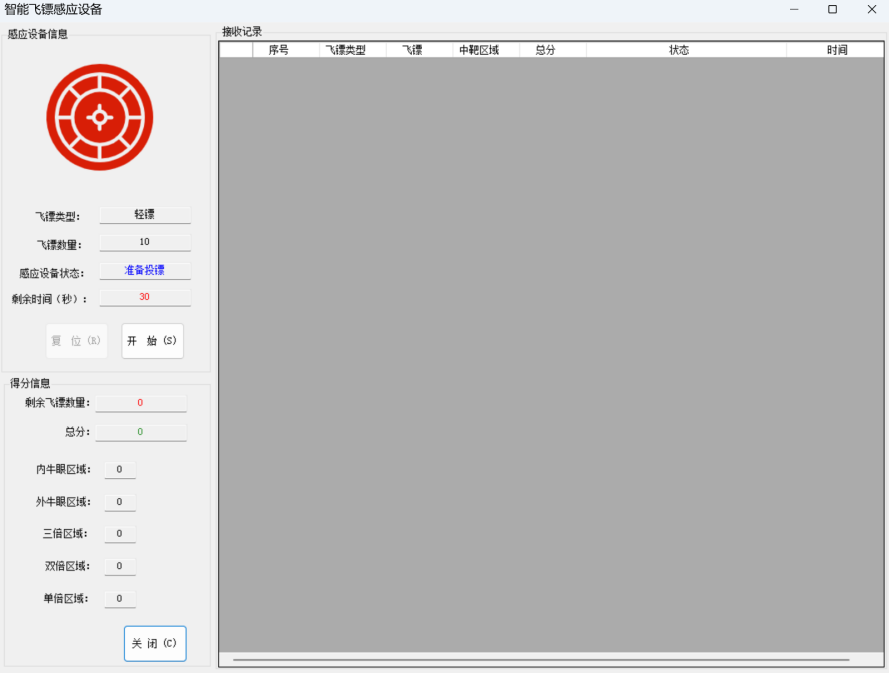 智能飞镖感应设备
感应设备信息
飞镖类型： 轻镖
飞镖数量： 10
感应设备状态： 准备投镖
剩余时间（秒）： 30
复 位 (R) 开 始 (S)
得分信息
剩余飞镖数量： 0
总分： 0
内牛眼区域： 0
外牛眼区域： 0
三倍区域： 0
双倍区域： 0
单倍区域： 0
关 闭 (C)
接收记录
序号 飞镖类型 飞镖 中靶区域 总分 状态 时间